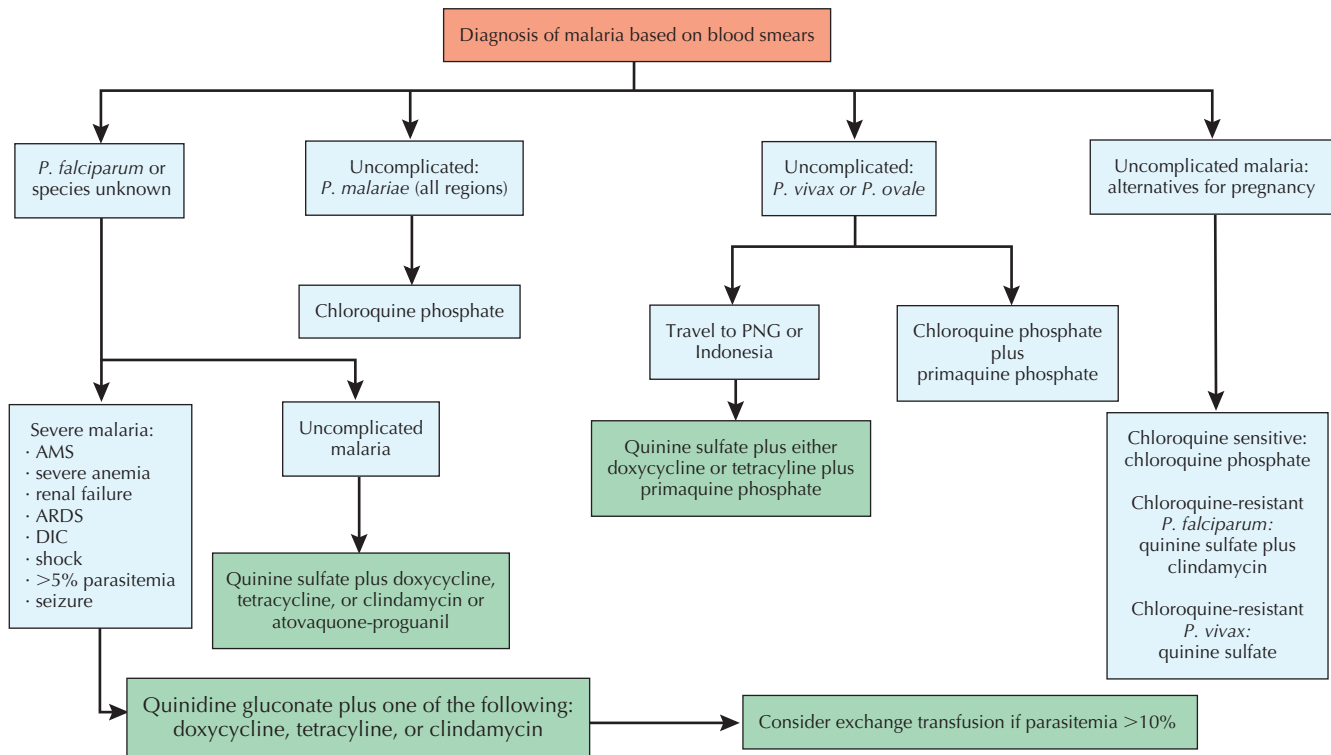 Diagnosis of malaria based on blood smears
P. falciparum or
species unknown
Uncomplicated:
P. malariae (all regions)
Uncomplicated:
P. vivax or P. ovale
Uncomplicated malaria:
alternatives for pregnancy
Chloroquine phosphate
Travel to PNG or
Indonesia
Chloroquine phosphate
plus
primaquine phosphate
Severe malaria:
· AMS
· severe anemia
· renal failure
· ARDS
· DIC
· shock
· >5% parasitemia
· seizure
Uncomplicated
malaria
Quinine sulfate plus either
doxycycline or tetracyline plus
primaquine phosphate
Chloroquine sensitive:
chloroquine phosphate
Chloroquine-resistant
P. falciparum:
quinine sulfate plus
clindamycin
Chloroquine-resistant
P. vivax:
quinine sulfate
Quinine sulfate plus doxycycline,
tetracycline, or clindamycin or
atovaquone-proguanil
Quinidine gluconate plus one of the following:
doxycycline, tetracyline, or clindamycin
Consider exchange transfusion if parasitemia >10%